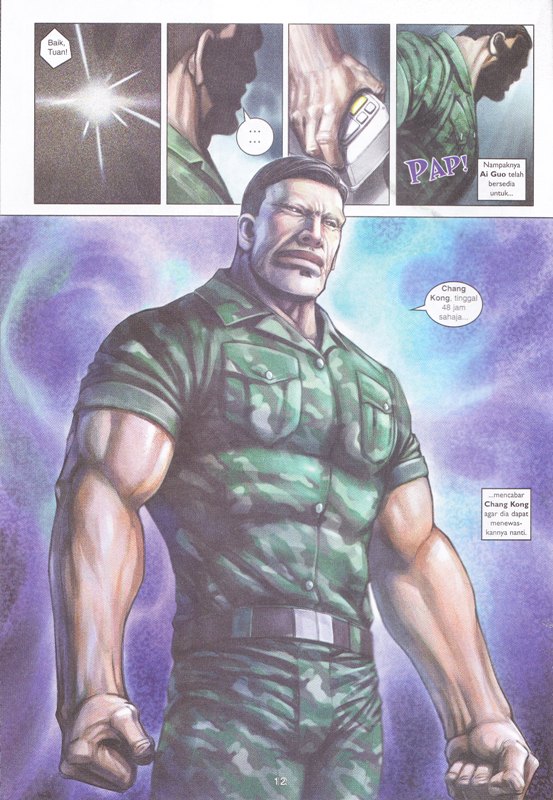 Baik,
Tuan!
...
...
PAP!
Nampaknya
Ai Guo telah
bersedia
untuk...
Chang
Kong, tinggal
48 jam
sahaja...
...mencabar
Chang Kong
agar dia dapat
menewas-
kannya nanti.
12